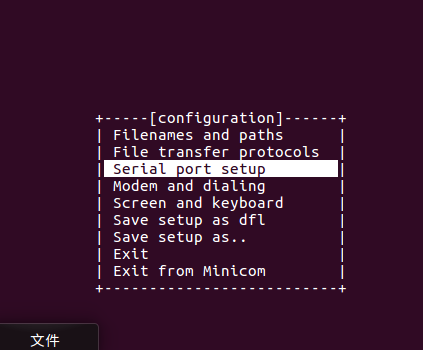 +-----[configuration]------+
| Filenames and paths      |
| File transfer protocols  |
| Serial port setup        |
| Modem and dialing        |
| Screen and keyboard      |
| Save setup as dfl        |
| Save setup as..          |
| Exit                     |
| Exit from Minicom        |
+--------------------------+
文件